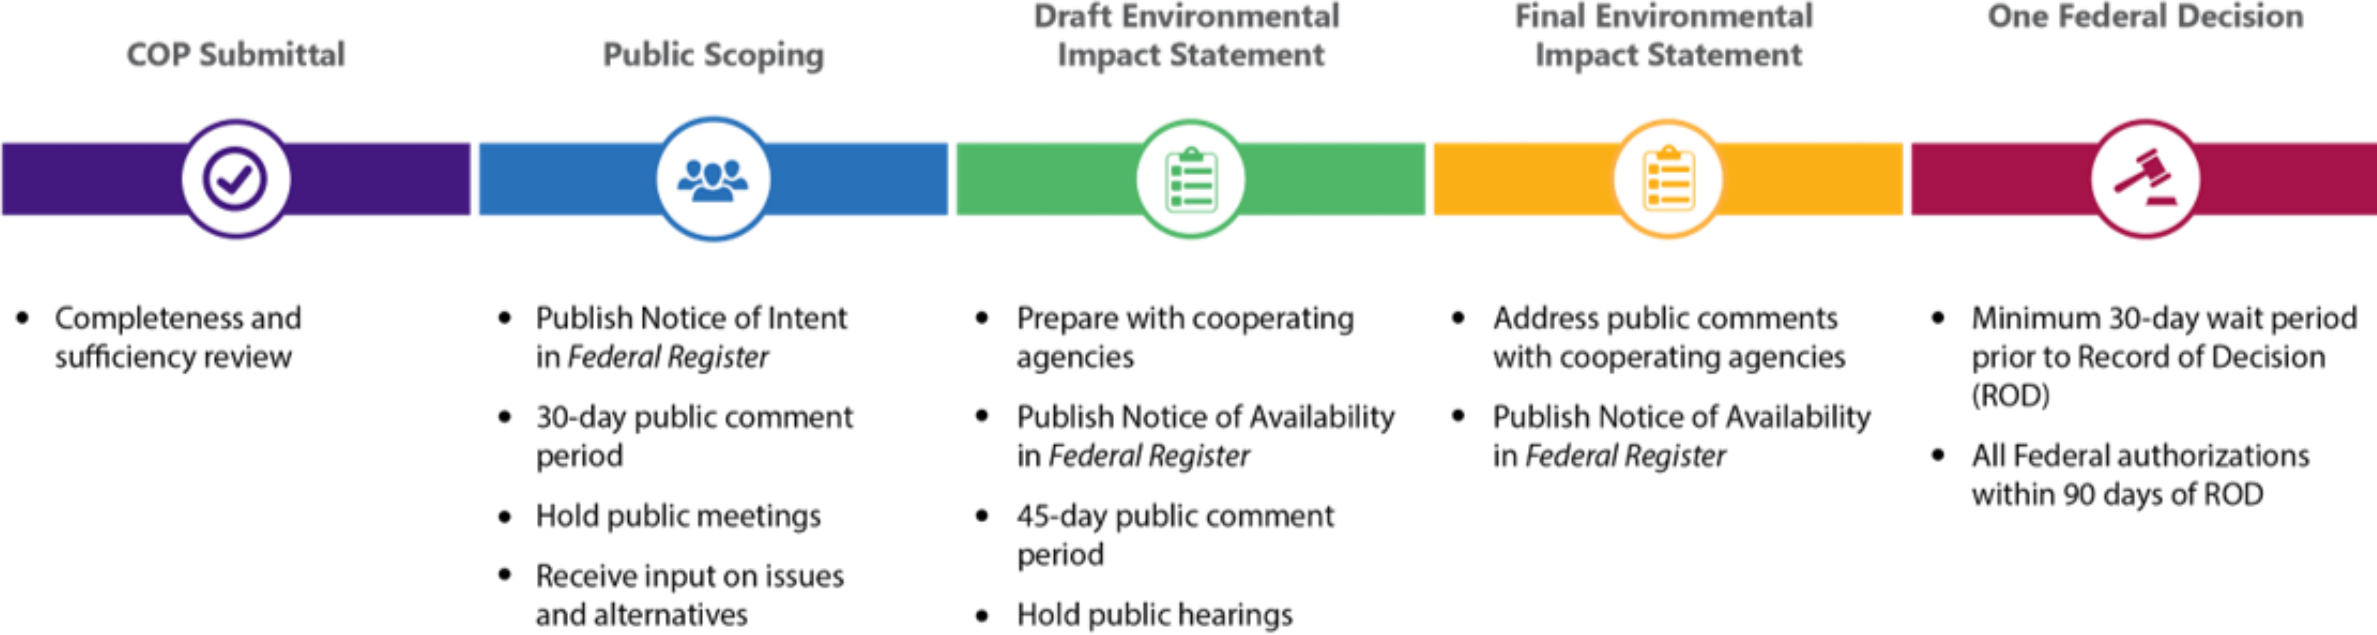 COP Submittal
• Completeness and
sufficiency review
Public Scoping
• Publish Notice of Intent
in Federal Register
• 30-day public comment
period
• Hold public meetings
• Receive input on issues
and alternatives
Draft Environmental
Impact Statement
• Prepare with cooperating
agencies
• Publish Notice of Availability
in Federal Register
• 45-day public comment
period
• Hold public hearings
Final Environmental
Impact Statement
• Address public comments
with cooperating agencies
• Publish Notice of Availability
in Federal Register
One Federal Decision
• Minimum 30-day wait period
prior to Record of Decision
(ROD)
• All Federal authorizations
within 90 days of ROD